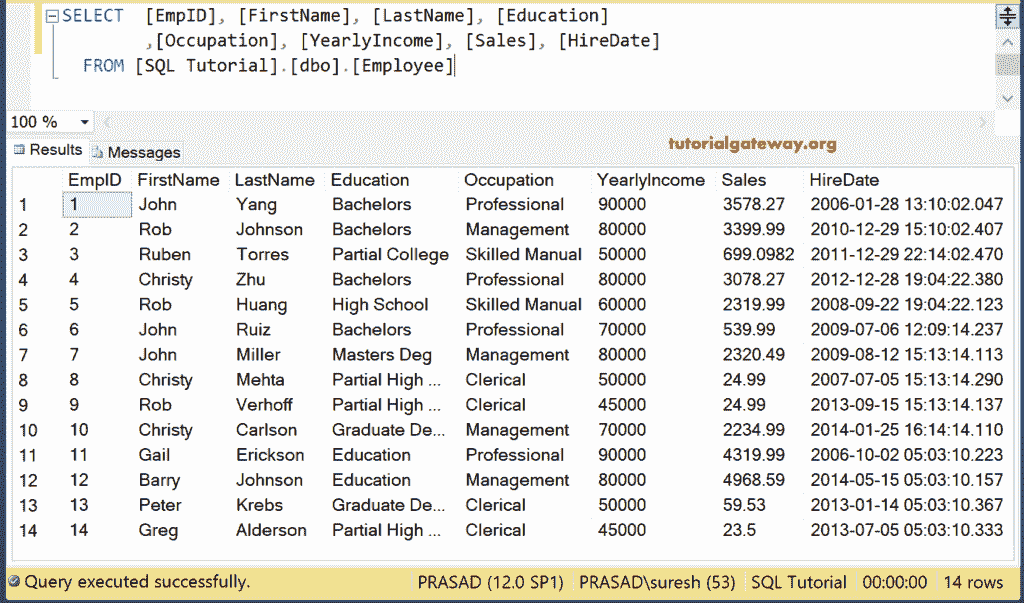 SELECT [EmpID], [FirstName], [LastName], [Education]
,[Occupation], [YearlyIncome], [Sales], [HireDate]
FROM [SQL Tutorial].[dbo].[Employee]
100 %
tutorialgateway.org
Results Messages
EmpID FirstName LastName Education Occupation YearlyIncome Sales HireDate
1 1 John Yang Bachelors Professional 90000 3578.27 2006-01-28 13:10:02.047
2 2 Rob Johnson Bachelors Management 80000 3399.99 2010-12-29 15:10:02.407
3 3 Ruben Torres Partial College Skilled Manual 50000 699.0982 2011-12-29 22:14:02.470
4 4 Christy Zhu Bachelors Professional 80000 3078.27 2012-12-28 19:04:22.380
5 5 Rob Huang High School Skilled Manual 60000 2319.99 2008-09-22 19:04:22.123
6 6 John Ruiz Bachelors Professional 70000 539.99 2009-07-06 12:09:14.237
7 7 John Miller Masters Deg Management 80000 2320.49 2009-08-12 15:13:14.113
8 8 Christy Mehta Partial High ... Clerical 50000 24.99 2007-07-05 15:13:14.290
9 9 Rob Verhoff Partial High ... Clerical 45000 24.99 2013-09-15 15:13:14.137
10 10 Christy Carlson Graduate De... Management 70000 2234.99 2014-01-25 16:14:14.110
11 11 Gail Erickson Education Professional 90000 4319.99 2006-10-02 05:03:10.223
12 12 Barry Johnson Education Management 80000 4968.59 2014-05-15 05:03:10.157
13 13 Peter Krebs Graduate De... Clerical 50000 59.53 2013-01-14 05:03:10.367
14 14 Greg Alderson Partial High ... Clerical 45000 23.5 2013-07-05 05:03:10.333
Query executed successfully. PRASAD (12.0 SP1) PRASAD\suresh (53) SQL Tutorial 00:00:00 14 rows